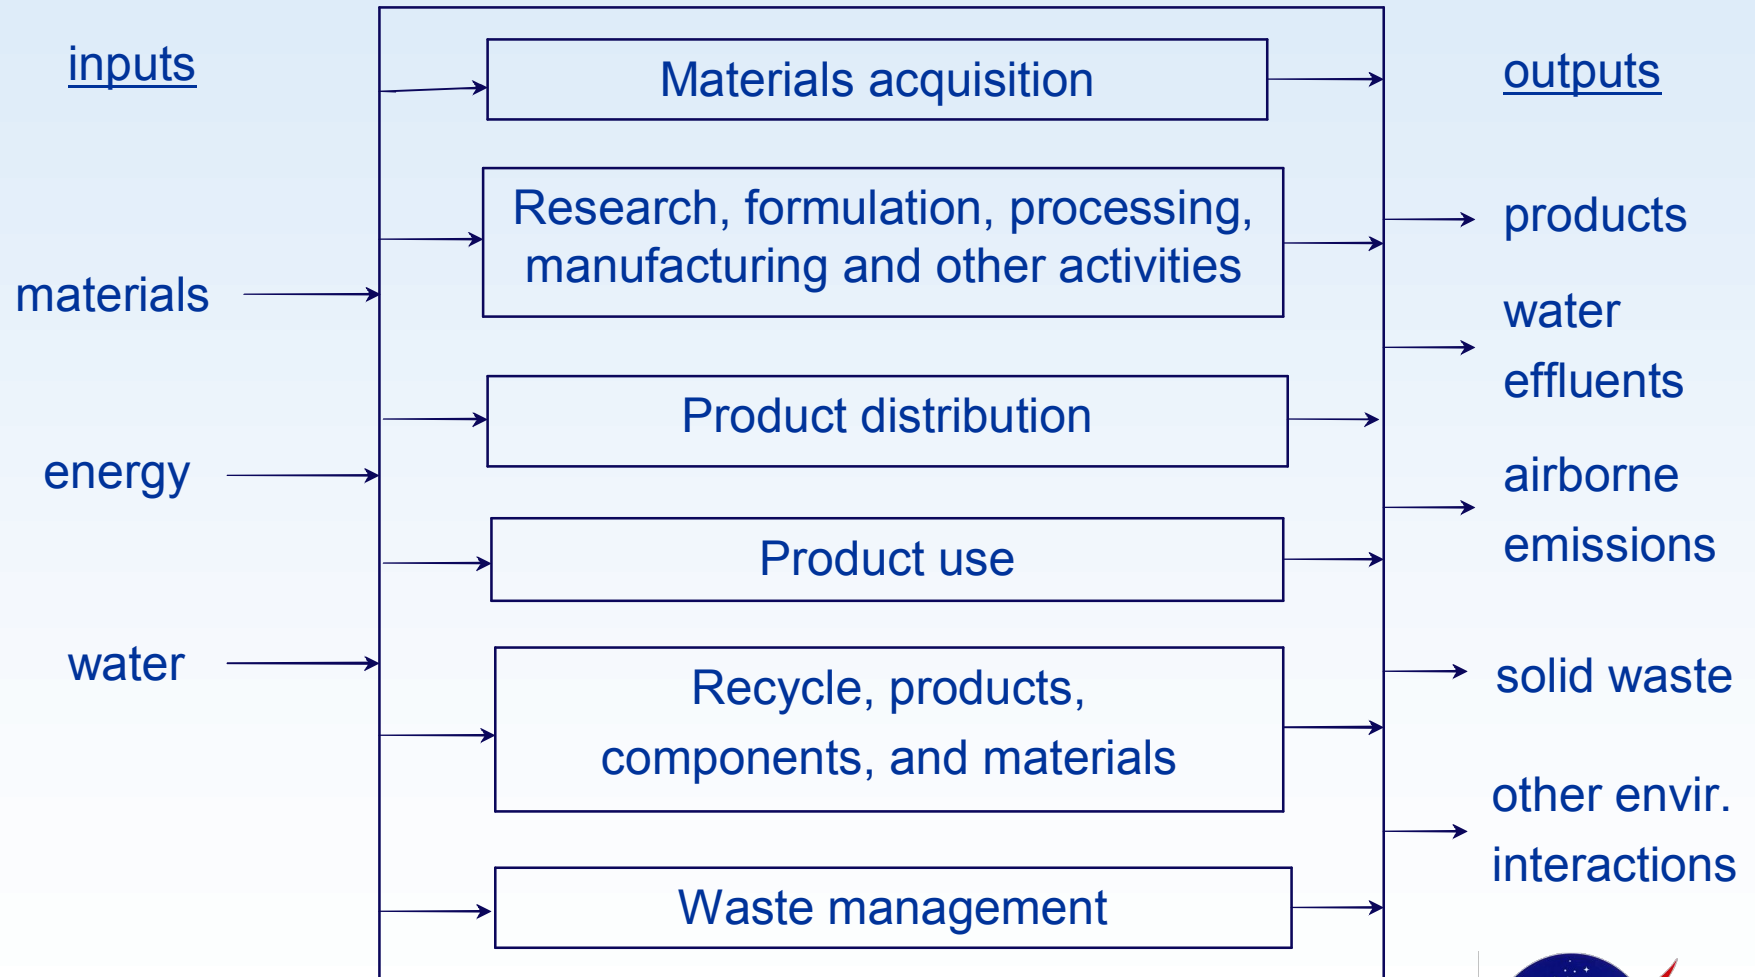 inputs
materials
energy
water
Materials acquisition
Research, formulation, processing,
manufacturing and other activities
Product distribution
Product use
Recycle, products,
components, and materials
Waste management
outputs
products
water
effluents
airborne
emissions
solid waste
other envir.
interactions